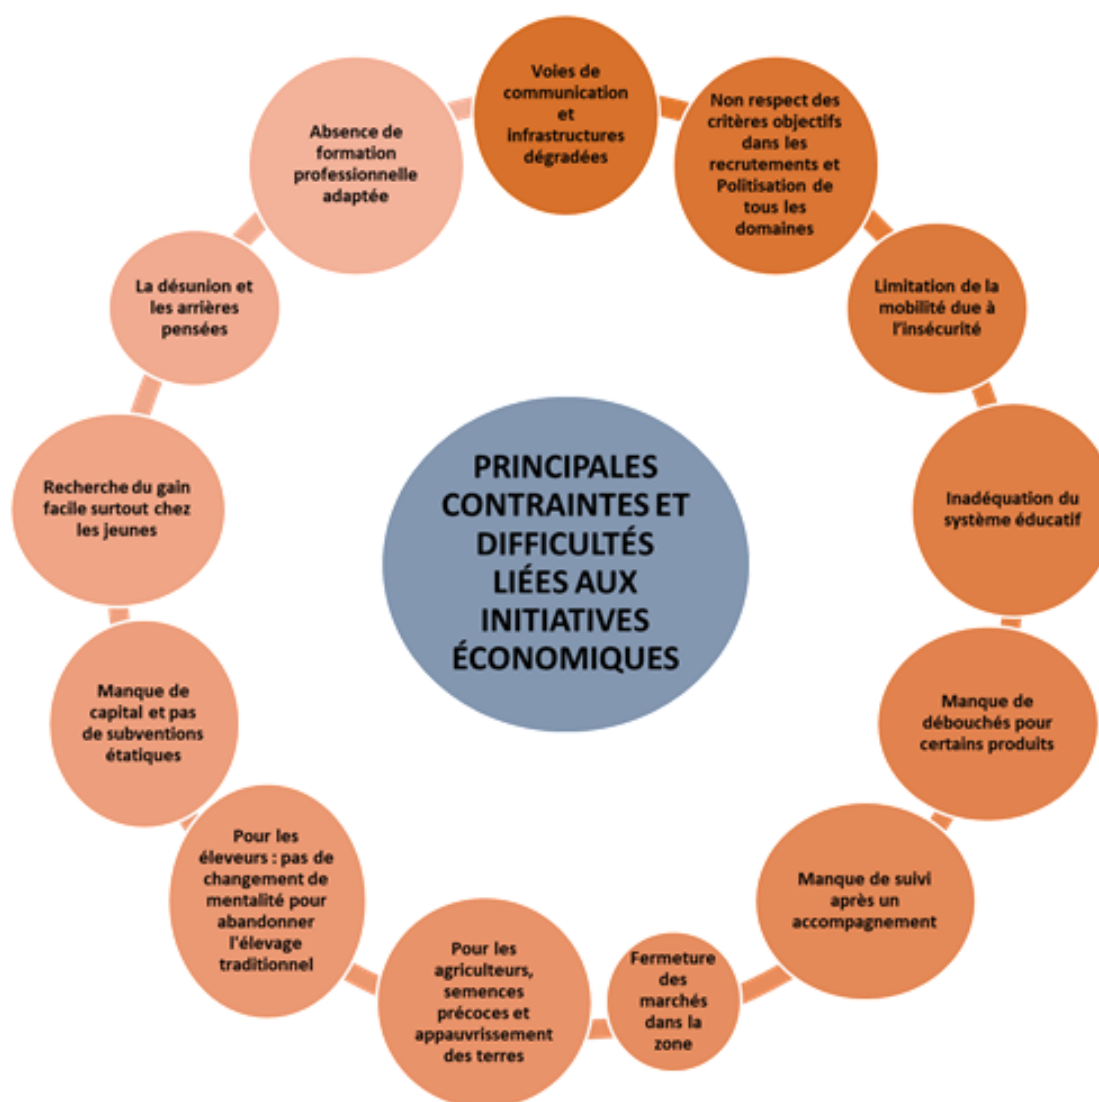 Voies de
communication
et
infrastructures
dégradées
Non respect des
critères objectifs
dans les
recrutements et
Politisation de
tous les
domaines
Limitation de la
mobilité due à
l'insécurité
Inadéquation du
système éducatif
Manque de
débouchés pour
certains produits
Manque de suivi
après un
accompagnement
Fermeture
des
marchés
dans la
zone
Pour les
agriculteurs,
semences
précoces et
appauvrissement
des terres
Pour les
éleveurs : pas de
changement de
mentalité pour
abandonner
l'élevage
traditionnel
Manque de
capital et pas
de subventions
étatiques
Recherche du gain
facile surtout chez
les jeunes
La désunion et
les arrières
pensées
Absence de
formation
professionnelle
adaptée
PRINCIPALES
CONTRAINTES ET
DIFFICULTÉS
LIÉES AUX
INITIATIVES
ÉCONOMIQUES